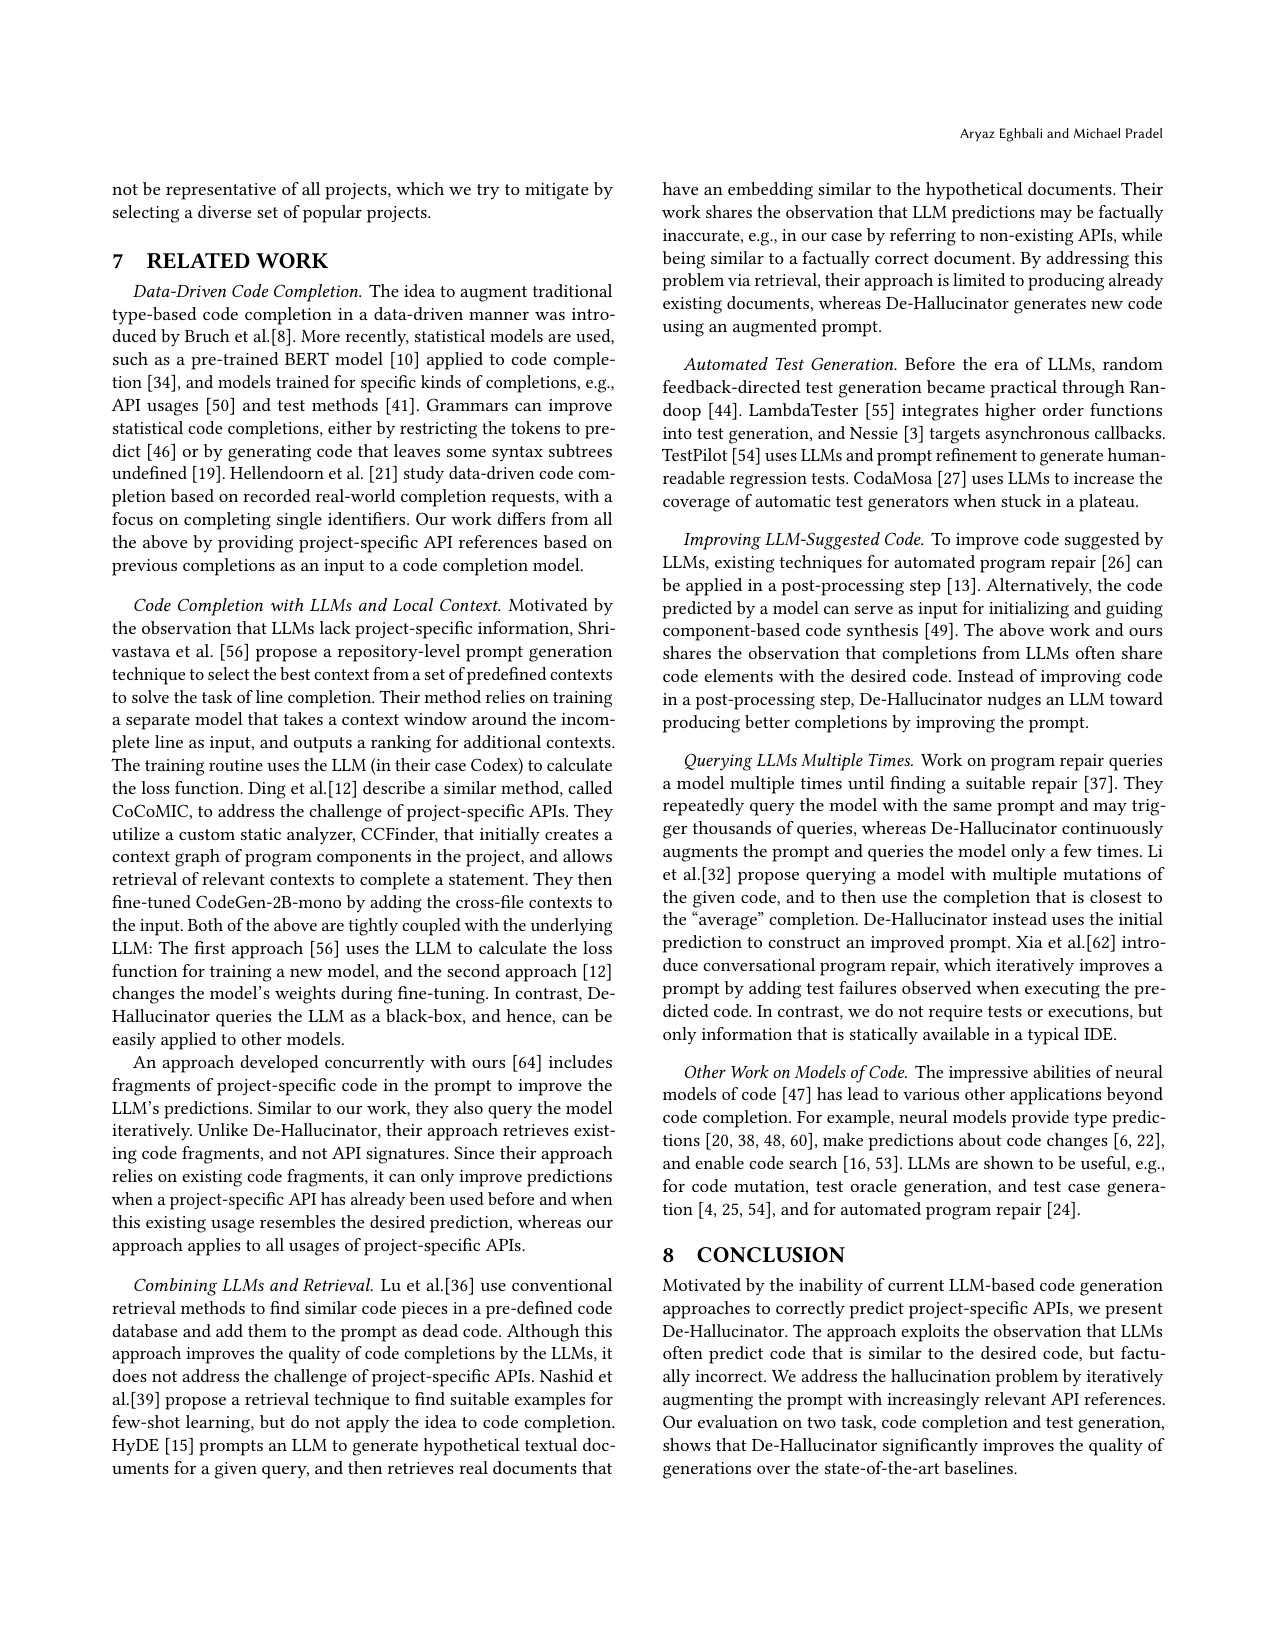 Aryaz Eghbali and Michael Pradel
not be representative of all projects, which we try to mitigate by
selecting a diverse set of popular projects.
7 RELATED WORK
Data-Driven Code Completion. The idea to augment traditional
type-based code completion in a data-driven manner was intro-
duced by Bruch et al.[8]. More recently, statistical models are used,
such as a pre-trained BERT model [10] applied to code comple-
tion [34], and models trained for specific kinds of completions, e.g.,
API usages [50] and test methods [41]. Grammars can improve
statistical code completions, either by restricting the tokens to pre-
dict [46] or by generating code that leaves some syntax subtrees
undefined [19]. Hellendoorn et al. [21] study data-driven code com-
pletion based on recorded real-world completion requests, with a
focus on completing single identifiers. Our work differs from all
the above by providing project-specific API references based on
previous completions as an input to a code completion model.
Code Completion with LLMs and Local Context. Motivated by
the observation that LLMs lack project-specific information, Shri-
vastava et al. [56] propose a repository-level prompt generation
technique to select the best context from a set of predefined contexts
to solve the task of line completion. Their method relies on training
a separate model that takes a context window around the incom-
plete line as input, and outputs a ranking for additional contexts.
The training routine uses the LLM (in their case Codex) to calculate
the loss function. Ding et al.[12] describe a similar method, called
CoCoMIC, to address the challenge of project-specific APIs. They
utilize a custom static analyzer, CCFinder, that initially creates a
context graph of program components in the project, and allows
retrieval of relevant contexts to complete a statement. They then
fine-tuned CodeGen-2B-mono by adding the cross-file contexts to
the input. Both of the above are tightly coupled with the underlying
LLM: The first approach [56] uses the LLM to calculate the loss
function for training a new model, and the second approach [12]
changes the model's weights during fine-tuning. In contrast, De-
Hallucinator queries the LLM as a black-box, and hence, can be
easily applied to other models.
An approach developed concurrently with ours [64] includes
fragments of project-specific code in the prompt to improve the
LLM's predictions. Similar to our work, they also query the model
iteratively. Unlike De-Hallucinator, their approach retrieves exist-
ing code fragments, and not API signatures. Since their approach
relies on existing code fragments, it can only improve predictions
when a project-specific API has already been used before and when
this existing usage resembles the desired prediction, whereas our
approach applies to all usages of project-specific APIs.
Combining LLMs and Retrieval. Lu et al.[36] use conventional
retrieval methods to find similar code pieces in a pre-defined code
database and add them to the prompt as dead code. Although this
approach improves the quality of code completions by the LLMs, it
does not address the challenge of project-specific APIs. Nashid et
al.[39] propose a retrieval technique to find suitable examples for
few-shot learning, but do not apply the idea to code completion.
HyDE [15] prompts an LLM to generate hypothetical textual doc-
uments for a given query, and then retrieves real documents that
have an embedding similar to the hypothetical documents. Their
work shares the observation that LLM predictions may be factually
inaccurate, e.g., in our case by referring to non-existing APIs, while
being similar to a factually correct document. By addressing this
problem via retrieval, their approach is limited to producing already
existing documents, whereas De-Hallucinator generates new code
using an augmented prompt.
Automated Test Generation. Before the era of LLMs, random
feedback-directed test generation became practical through Ran-
doop [44]. LambdaTester [55] integrates higher order functions
into test generation, and Nessie [3] targets asynchronous callbacks.
TestPilot [54] uses LLMs and prompt refinement to generate human-
readable regression tests. CodaMosa [27] uses LLMs to increase the
coverage of automatic test generators when stuck in a plateau.
Improving LLM-Suggested Code. To improve code suggested by
LLMs, existing techniques for automated program repair [26] can
be applied in a post-processing step [13]. Alternatively, the code
predicted by a model can serve as input for initializing and guiding
component-based code synthesis [49]. The above work and ours
shares the observation that completions from LLMs often share
code elements with the desired code. Instead of improving code
in a post-processing step, De-Hallucinator nudges an LLM toward
producing better completions by improving the prompt.
Querying LLMs Multiple Times. Work on program repair queries
a model multiple times until finding a suitable repair [37]. They
repeatedly query the model with the same prompt and may trig-
ger thousands of queries, whereas De-Hallucinator continuously
augments the prompt and queries the model only a few times. Li
et al.[32] propose querying a model with multiple mutations of
the given code, and to then use the completion that is closest to
the “average” completion. De-Hallucinator instead uses the initial
prediction to construct an improved prompt. Xia et al.[62] intro-
duce conversational program repair, which iteratively improves a
prompt by adding test failures observed when executing the pre-
dicted code. In contrast, we do not require tests or executions, but
only information that is statically available in a typical IDE.
Other Work on Models of Code. The impressive abilities of neural
models of code [47] has lead to various other applications beyond
code completion. For example, neural models provide type predic-
tions [20, 38, 48, 60], make predictions about code changes [6, 22],
and enable code search [16, 53]. LLMs are shown to be useful, e.g.,
for code mutation, test oracle generation, and test case genera-
tion [4, 25, 54], and for automated program repair [24].
8 CONCLUSION
Motivated by the inability of current LLM-based code generation
approaches to correctly predict project-specific APIs, we present
De-Hallucinator. The approach exploits the observation that LLMs
often predict code that is similar to the desired code, but factu-
ally incorrect. We address the hallucination problem by iteratively
augmenting the prompt with increasingly relevant API references.
Our evaluation on two task, code completion and test generation,
shows that De-Hallucinator significantly improves the quality of
generations over the state-of-the-art baselines.